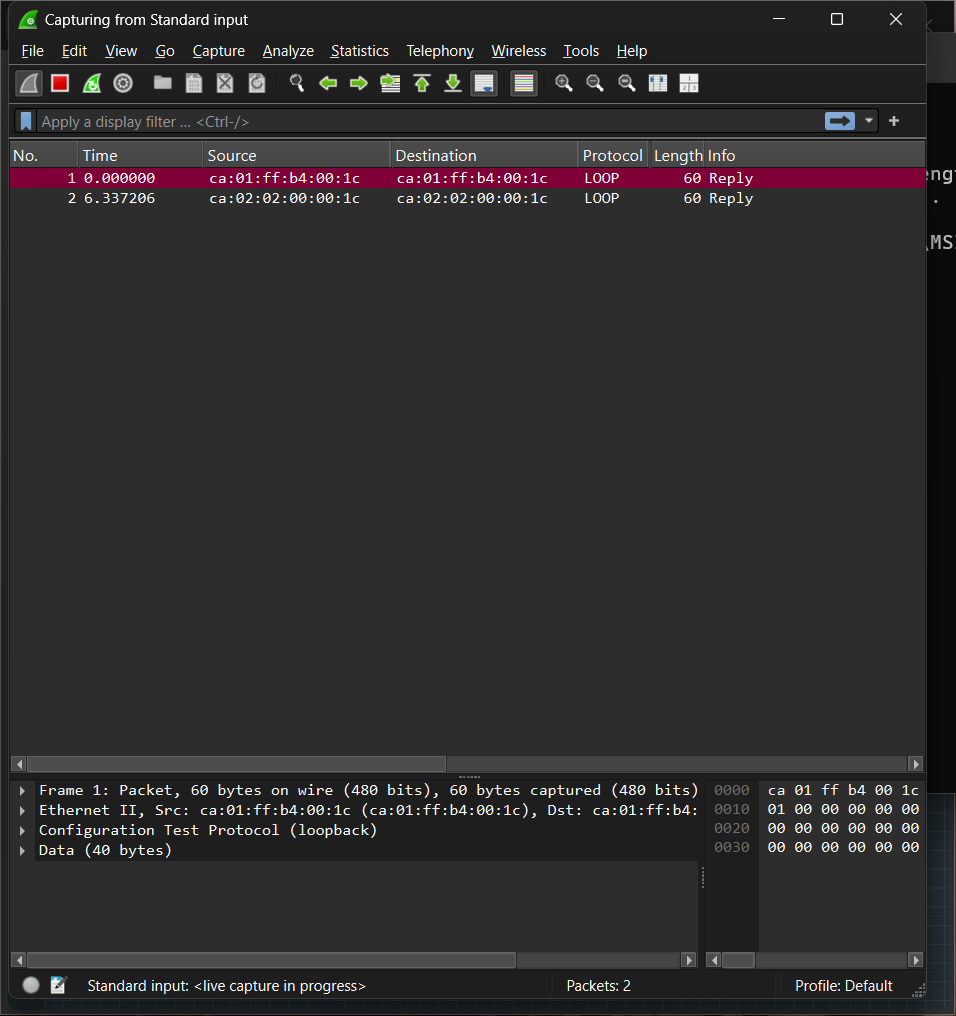 Capturing from Standard input
File Edit View Go Capture Analyze Statistics Telephony Wireless Tools Help
Apply a display filter ... <Ctrl-/>
No. Time Source Destination Protocol Length Info
1 0.000000 ca:01:ff:b4:00:1c ca:01:ff:b4:00:1c LOOP 60 Reply
2 6.337206 ca:02:02:00:00:1c ca:02:02:00:00:1c LOOP 60 Reply
Frame 1: Packet, 60 bytes on wire (480 bits), 60 bytes captured (480 bits)
Ethernet II, Src: ca:01:ff:b4:00:1c (ca:01:ff:b4:00:1c), Dst: ca:01:ff:b4:
Configuration Test Protocol (loopback)
Data (40 bytes)
0000 ca 01 ff b4 00 1c
0010 01 00 00 00 00 00
0020 00 00 00 00 00 00
0030 00 00 00 00 00 00
Standard input: <live capture in progress> Packets: 2 Profile: Default